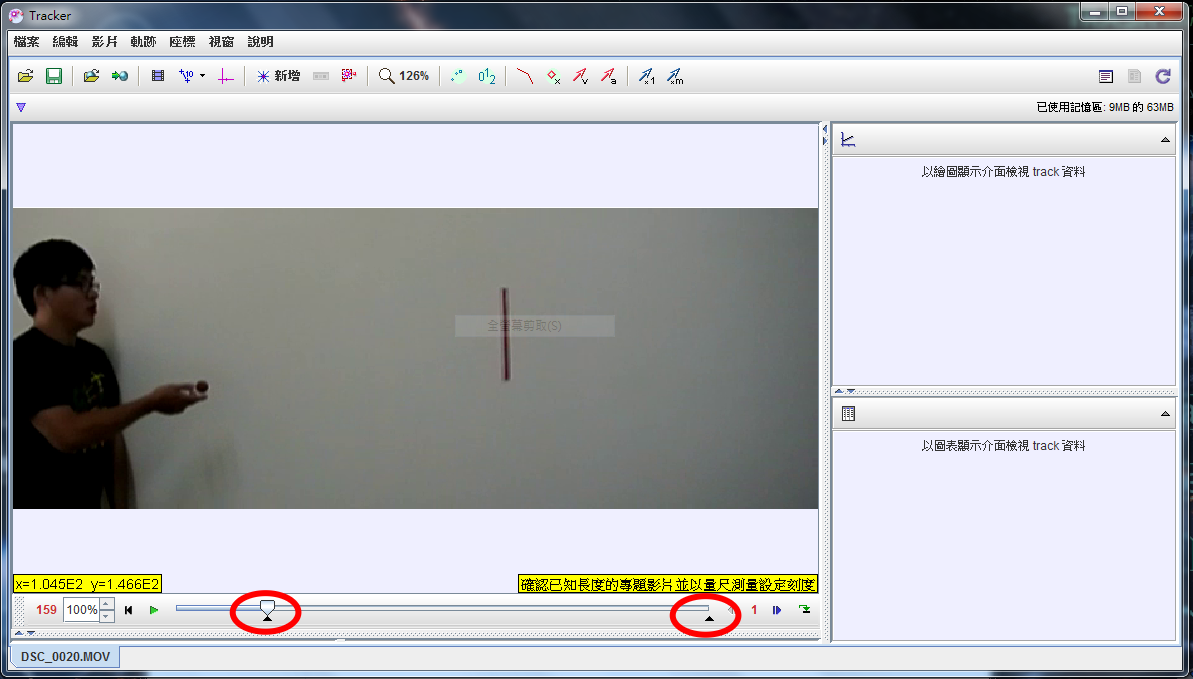 Tracker
檔案 編輯 影片 軌跡 座標 視窗 說明
新增 126%
已使用記憶區: 9MB 的 63MB
以繪圖顯示介面檢視 track 資料
全螢幕剪取(S)
以圖表顯示介面檢視 track 資料
x=1.045E2 y=1.466E2
確認已知長度的專題影片並以量尺測量設定刻度
159 100% 1
DSC_0020.MOV